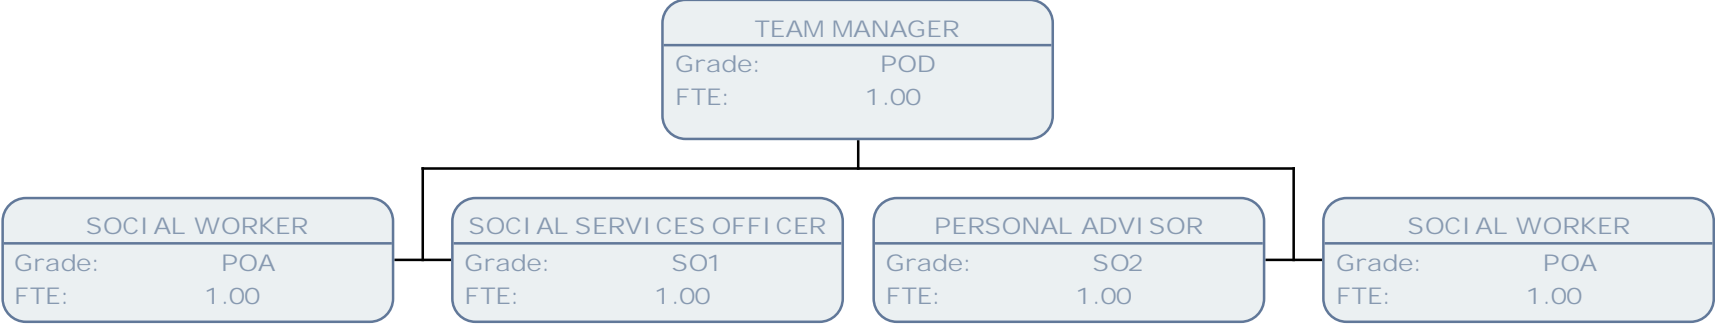 TEAM MANAGER
Grade: POD
FTE: 1.00
SOCIAL WORKER
Grade: POA
FTE: 1.00
SOCIAL SERVICES OFFICER
Grade: SO1
FTE: 1.00
PERSONAL ADVISOR
Grade: SO2
FTE: 1.00
SOCIAL WORKER
Grade: POA
FTE: 1.00